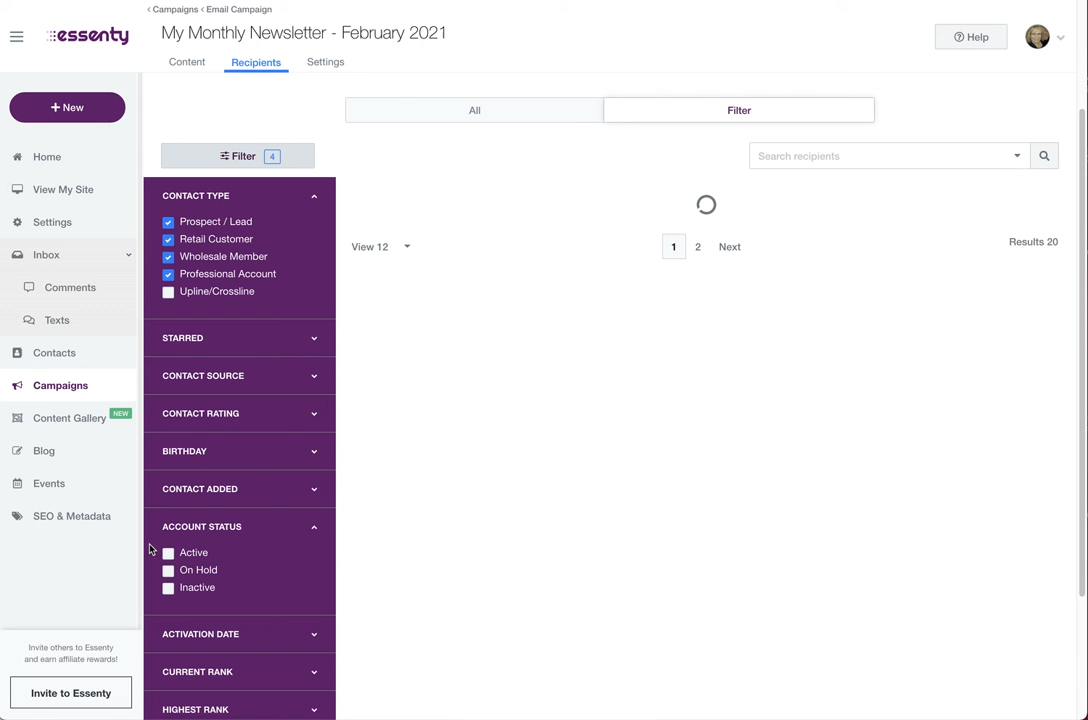 ‹ Campaigns ‹ Email Campaign
essenty
My Monthly Newsletter - February 2021
Help
Content
Recipients
Settings
+ New
All
Filter
Home
View My Site
Settings
Inbox
Comments
Texts
Contacts
Campaigns
Content Gallery NEW
Blog
Events
SEO & Metadata
Invite others to Essenty
and earn affiliate rewards!
Invite to Essenty
Filter 4
CONTACT TYPE
Prospect / Lead
Retail Customer
Wholesale Member
Professional Account
Upline/Crossline
STARRED
CONTACT SOURCE
CONTACT RATING
BIRTHDAY
CONTACT ADDED
ACCOUNT STATUS
Active
On Hold
Inactive
ACTIVATION DATE
CURRENT RANK
HIGHEST RANK
Search recipients
View 12
1 2 Next
Results 20